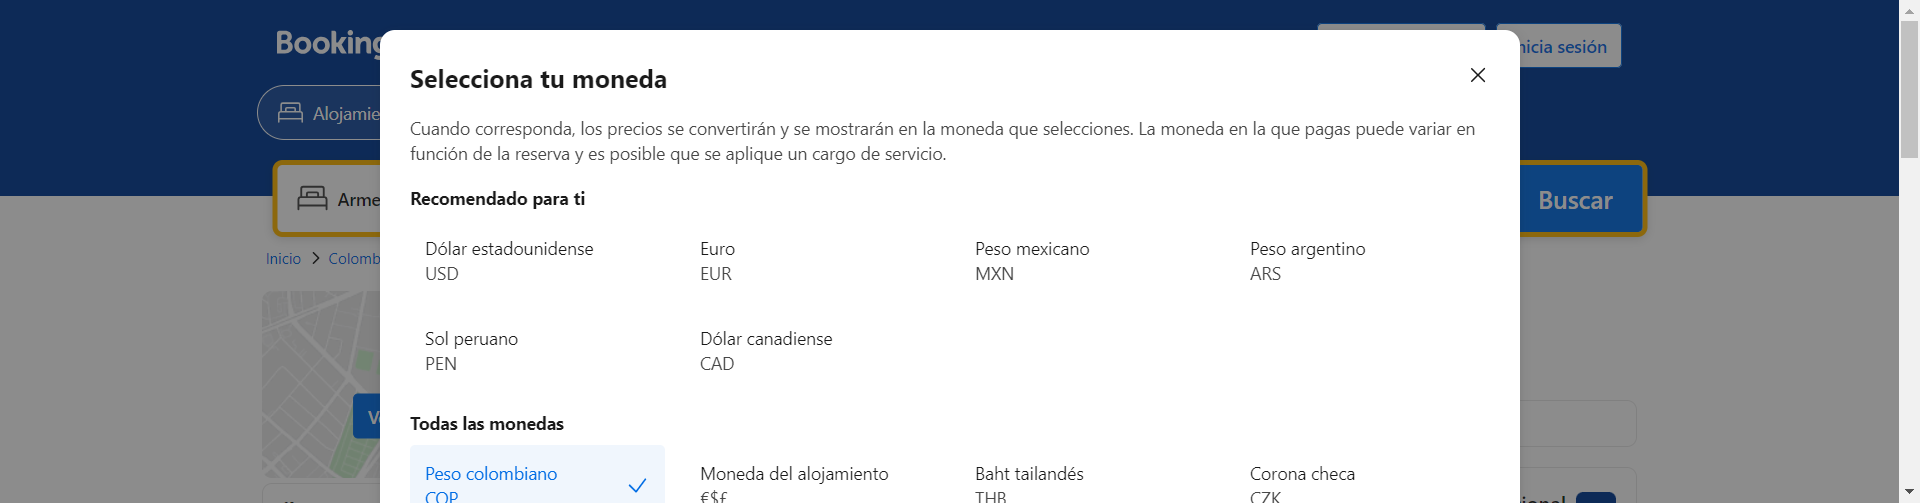 Booking
Inicia sesión
Selecciona tu moneda
Alojamie
Cuando corresponda, los precios se convertirán y se mostrarán en la moneda que selecciones. La moneda en la que pagas puede variar en
función de la reserva y es posible que se aplique un cargo de servicio.
Arme
Buscar
Recomendado para ti
Inicio > Colomb
Dólar estadounidense
USD
Euro
EUR
Peso mexicano
MXN
Peso argentino
ARS
Sol peruano
PEN
Dólar canadiense
CAD
Todas las monedas
Peso colombiano
COP
Moneda del alojamiento
€$£
Baht tailandés
THB
Corona checa
CZK